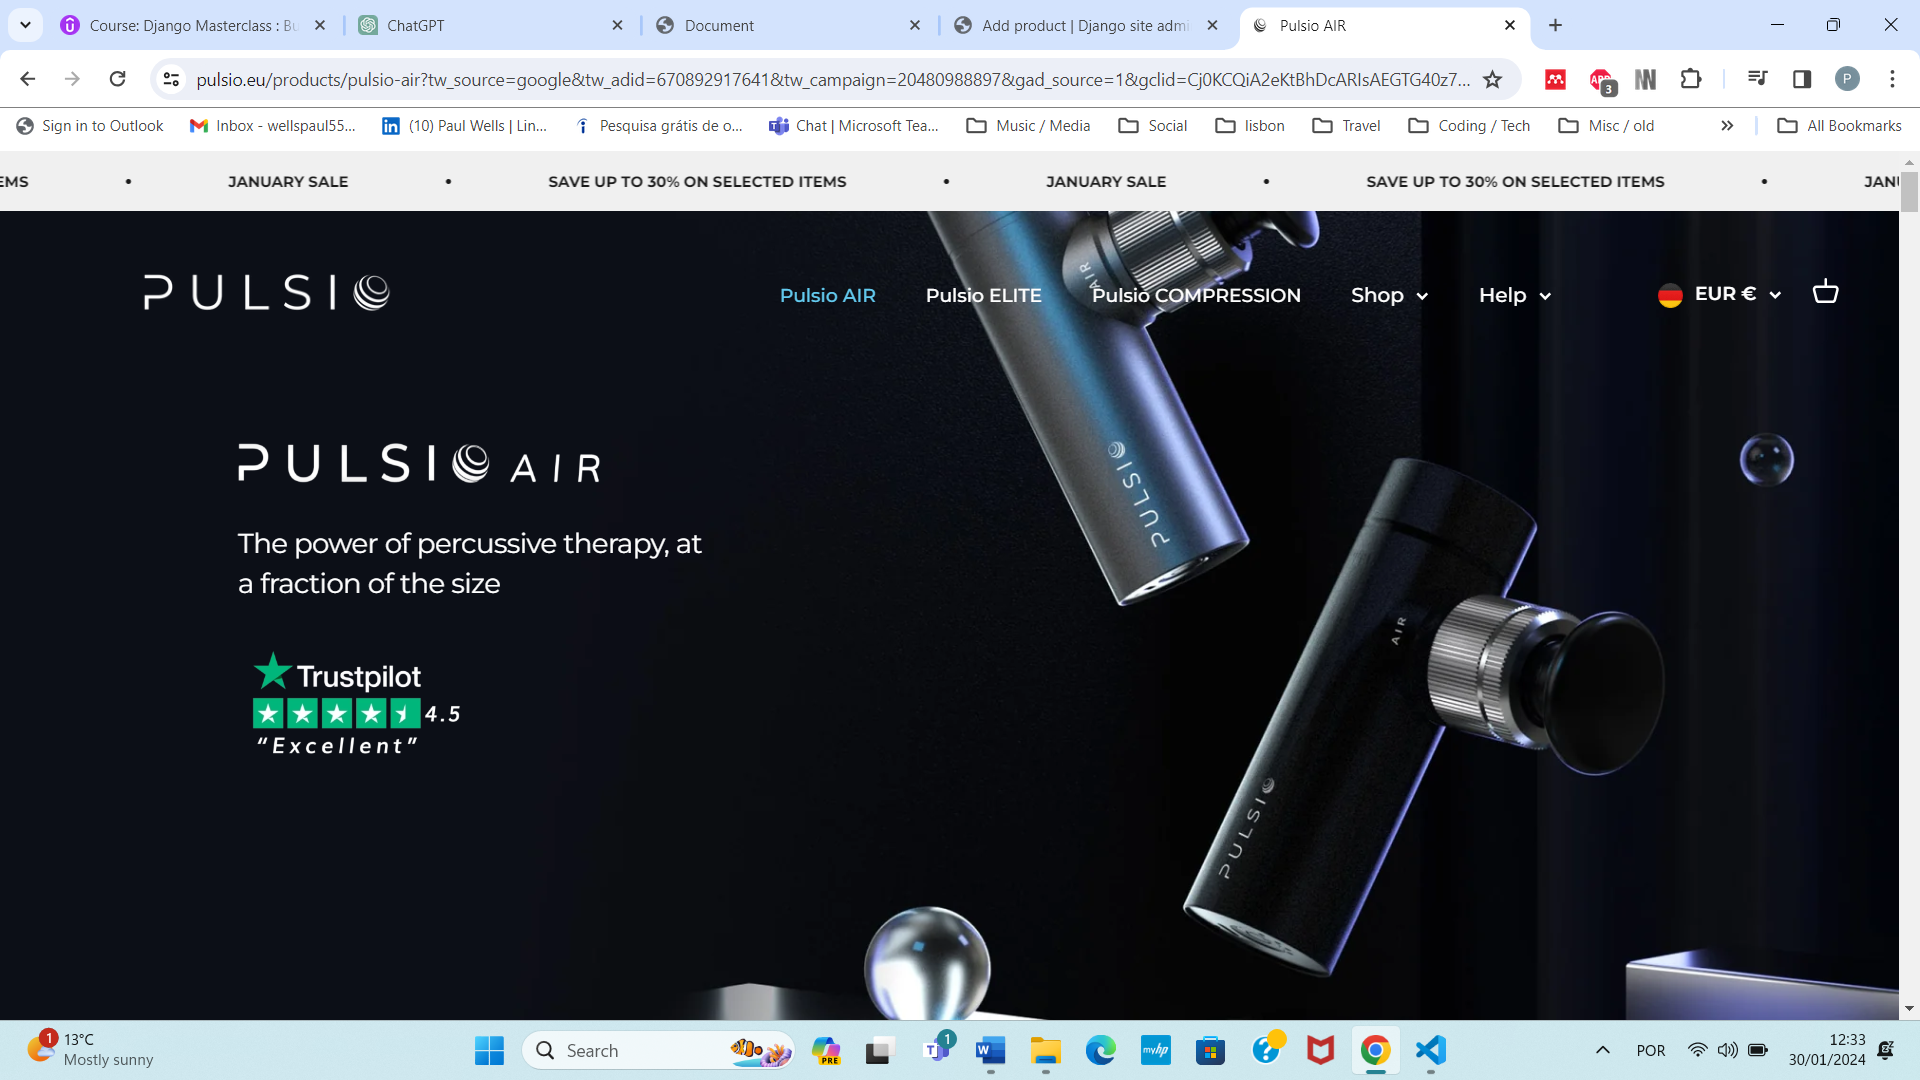 Course: Django Masterclass : Bu
ChatGPT
Document
Add product | Django site admi
Pulsio AIR
pulsio.eu/products/pulsio-air?tw_source=google&tw_adid=670892917641&tw_campaign=20480988897&gad_source=1&gclid=Cj0KCQiA2eKtBhDcARIsAEGTG40z7...
3
P
Sign in to Outlook
Inbox - wellspaul55...
(10) Paul Wells | Lin...
Pesquisa grátis de o...
Chat | Microsoft Tea...
Music / Media
Social
lisbon
Travel
Coding / Tech
Misc / old
All Bookmarks
EMS • JANUARY SALE • SAVE UP TO 30% ON SELECTED ITEMS • JANUARY SALE • SAVE UP TO 30% ON SELECTED ITEMS • JANU
PULSIO
Pulsio AIR
Pulsio ELITE
Pulsio COMPRESSION
Shop
Help
EUR €
AIR
PULSIO
PULSIO AIR
The power of percussive therapy, at
a fraction of the size
Trustpilot
4.5
“Excellent”
AIR
PULSIO
1
13°C
Mostly sunny
Search
PRE
1
myhp
POR
12:33
30/01/2024